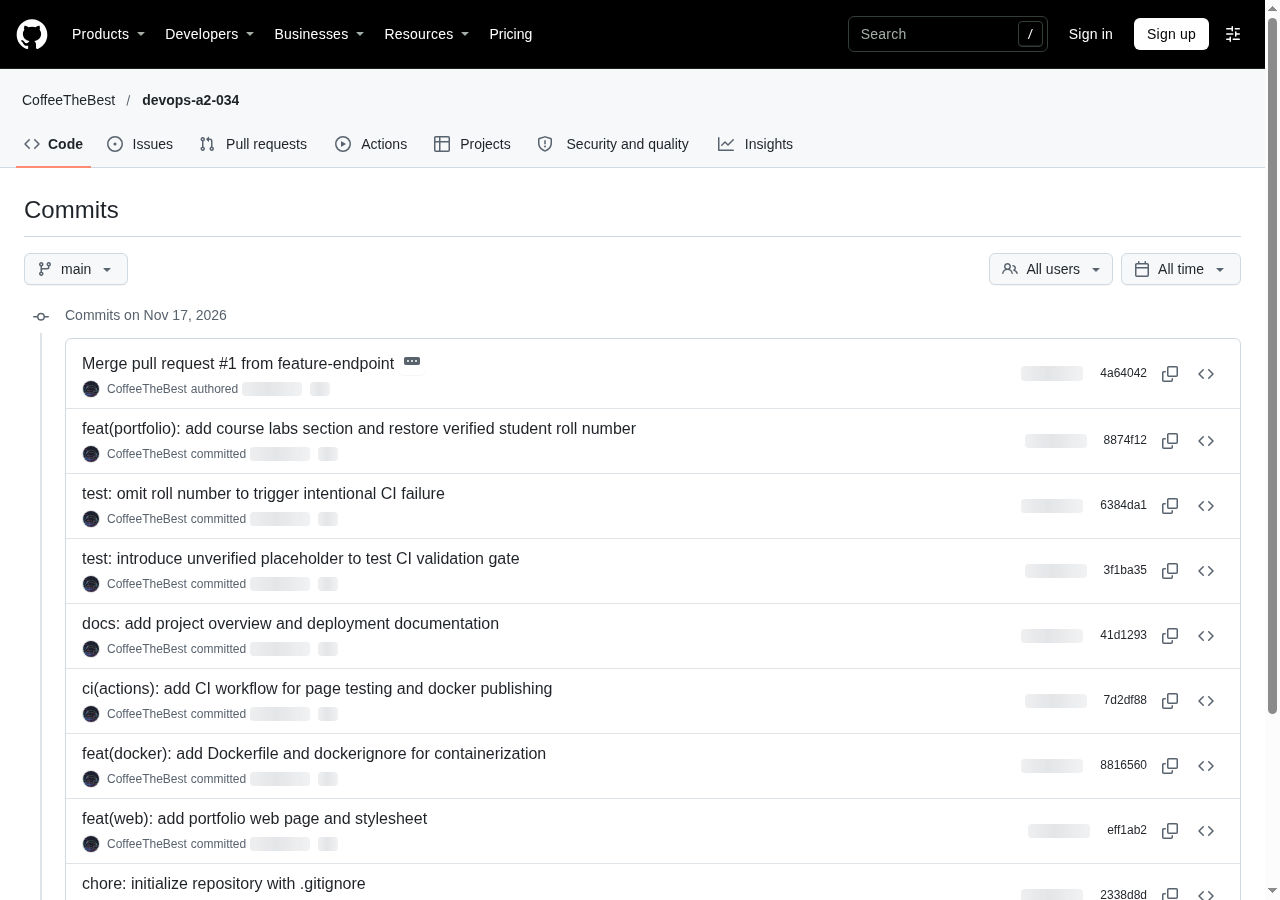 Products Developers Businesses Resources Pricing Search / Sign in Sign up
CoffeeTheBest / devops-a2-034
Code Issues Pull requests Actions Projects Security and quality Insights
Commits
main All users All time
Commits on Nov 17, 2026
Merge pull request #1 from feature-endpoint
4a64042
CoffeeTheBest authored
feat(portfolio): add course labs section and restore verified student roll number
8874f12
CoffeeTheBest committed
test: omit roll number to trigger intentional CI failure
6384da1
CoffeeTheBest committed
test: introduce unverified placeholder to test CI validation gate
3f1ba35
CoffeeTheBest committed
docs: add project overview and deployment documentation
41d1293
CoffeeTheBest committed
ci(actions): add CI workflow for page testing and docker publishing
7d2df88
CoffeeTheBest committed
feat(docker): add Dockerfile and dockerignore for containerization
8816560
CoffeeTheBest committed
feat(web): add portfolio web page and stylesheet
eff1ab2
CoffeeTheBest committed
chore: initialize repository with .gitignore
2338d8d